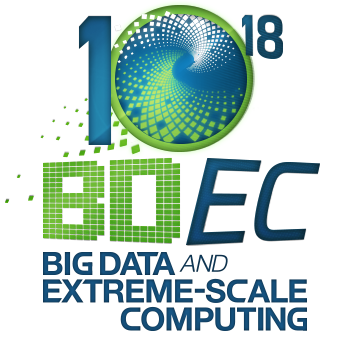 10^18
BDEC
BIG DATA AND
EXTREME-SCALE
COMPUTING